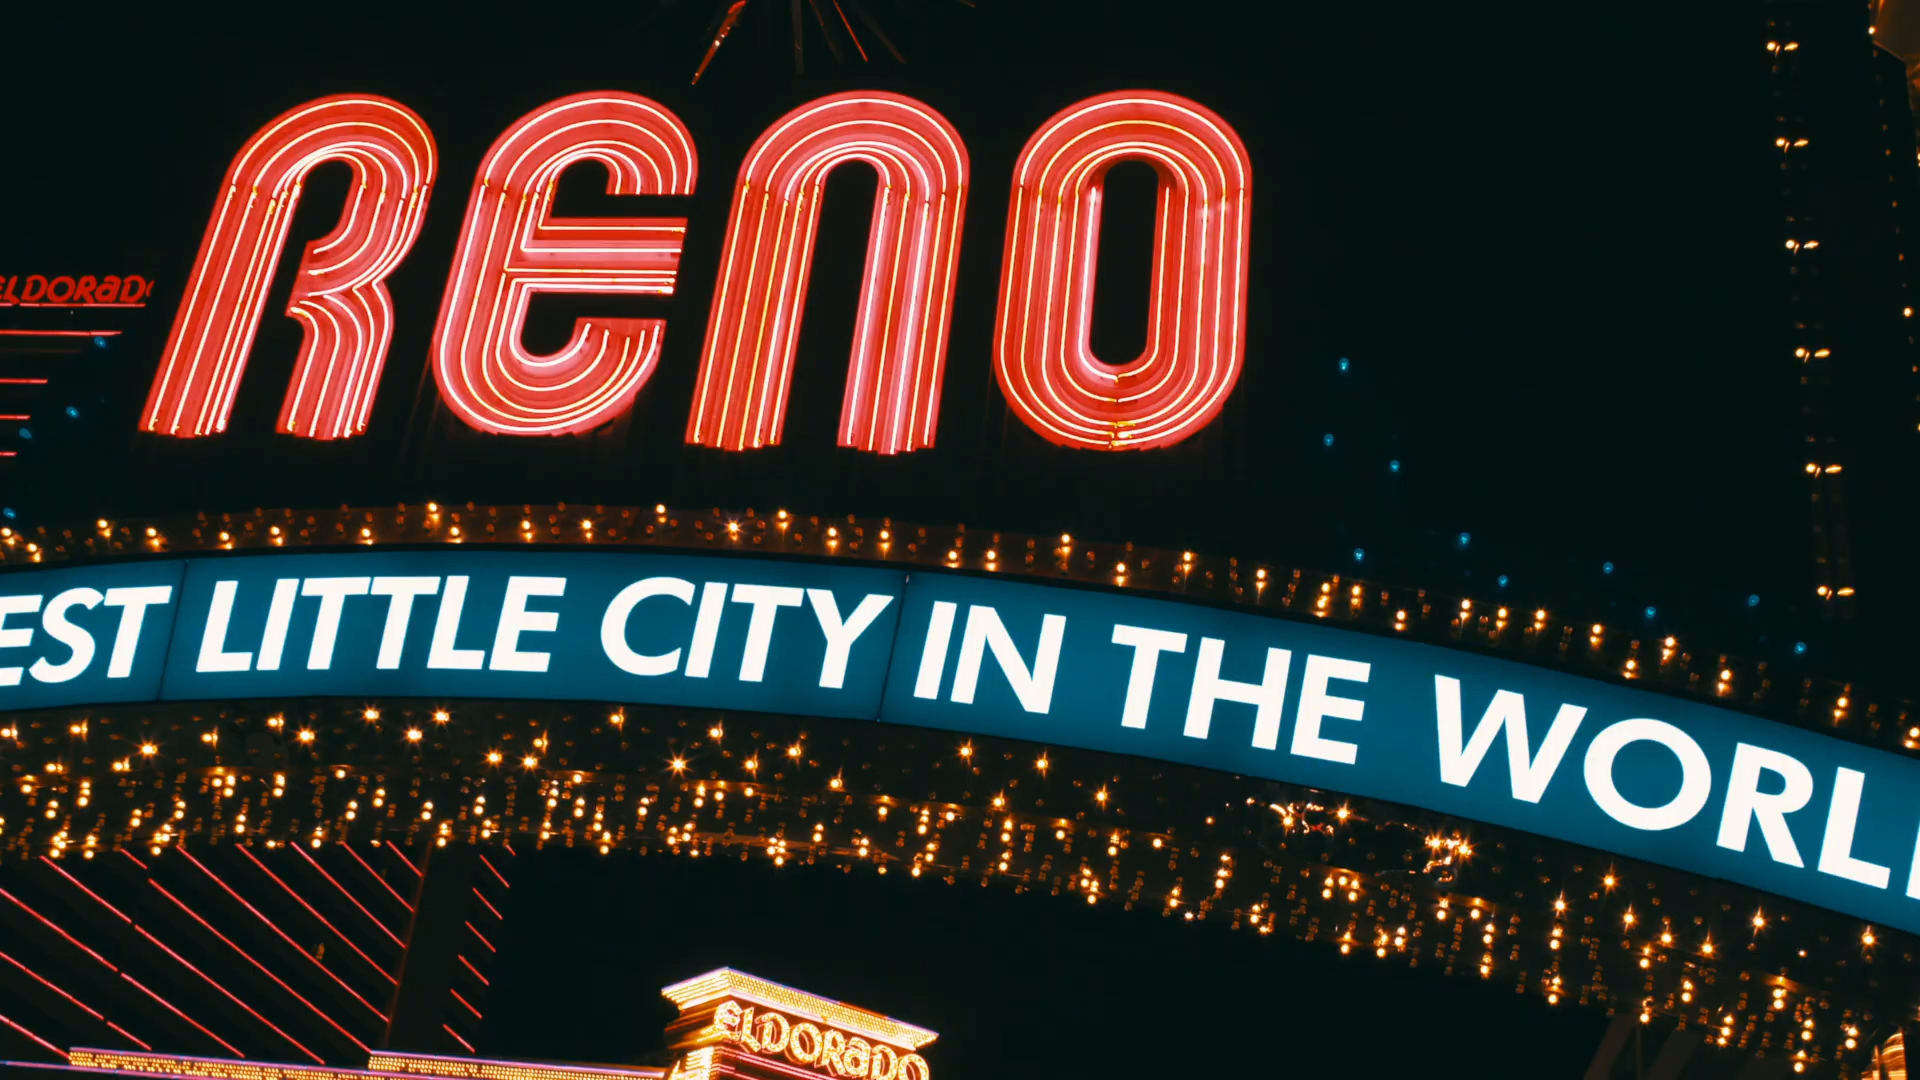 RENO
ELDORADO
EST LITTLE CITY IN THE WORL
ELDORADO